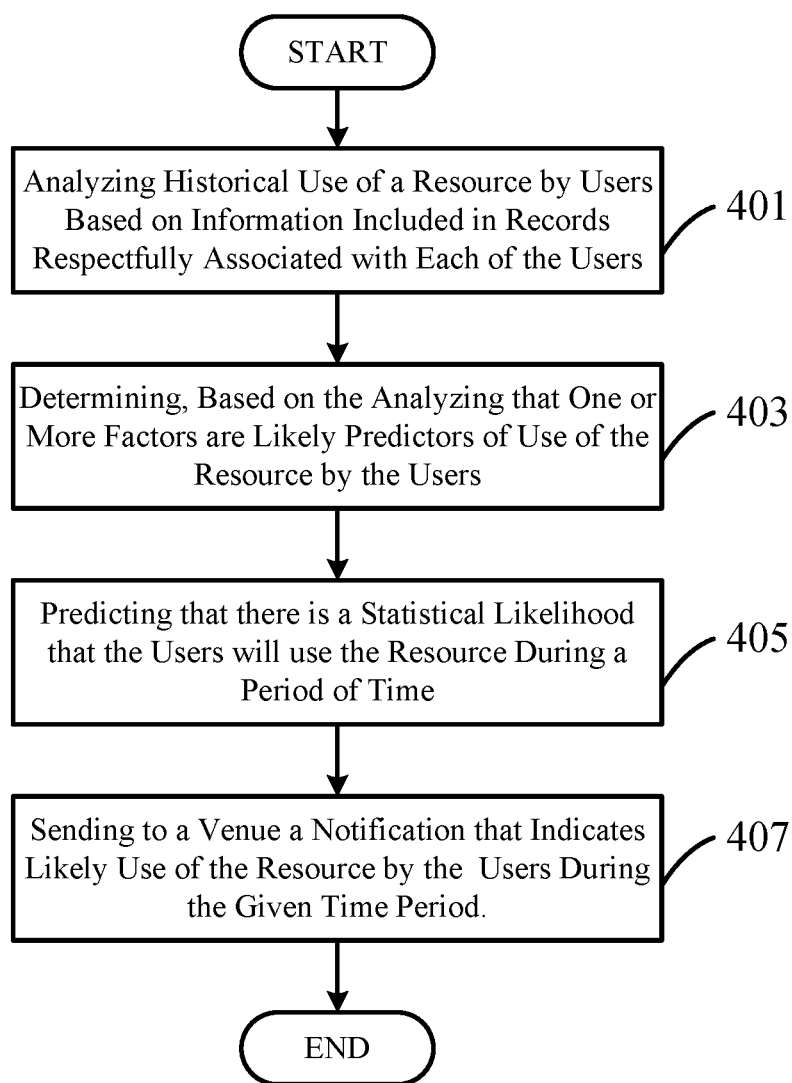 START
Analyzing Historical Use of a Resource by Users
Based on Information Included in Records
Respectfully Associated with Each of the Users
401
Determining, Based on the Analyzing that One or
More Factors are Likely Predictors of Use of the
Resource by the Users
403
Predicting that there is a Statistical Likelihood
that the Users will use the Resource During a
Period of Time
405
Sending to a Venue a Notification that Indicates
Likely Use of the Resource by the Users During
the Given Time Period.
407
END